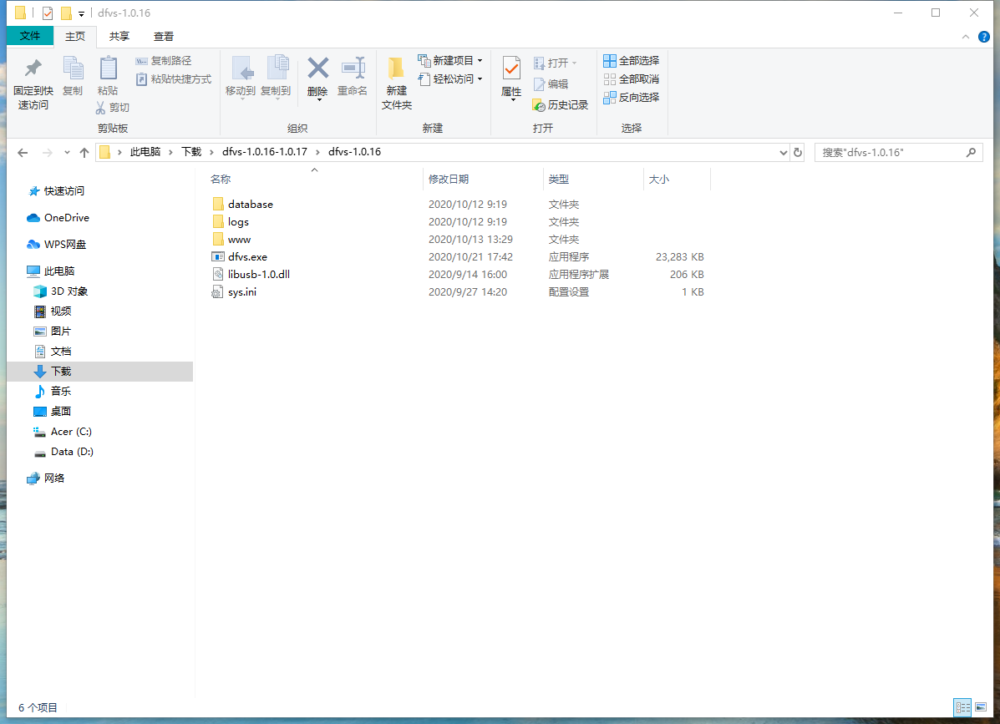 dfvs-1.0.16
文件 主页 共享 查看
固定到快速访问
复制
粘贴
复制路径
粘贴快捷方式
剪切
剪贴板
移动到
复制到
删除
重命名
组织
新建文件夹
新建项目
轻松访问
新建
属性
打开
编辑
历史记录
打开
全部选择
全部取消
反向选择
选择
此电脑 下载 dfvs-1.0.16-1.0.17 dfvs-1.0.16
搜索"dfvs-1.0.16"
快速访问
OneDrive
WPS网盘
此电脑
3D 对象
视频
图片
文档
下载
音乐
桌面
Acer (C:)
Data (D:)
网络
名称 修改日期 类型 大小
database 2020/10/12 9:19 文件夹
logs 2020/10/12 9:19 文件夹
www 2020/10/13 13:29 文件夹
dfvs.exe 2020/10/21 17:42 应用程序 23,283 KB
libusb-1.0.dll 2020/9/14 16:00 应用程序扩展 206 KB
sys.ini 2020/9/27 14:20 配置设置 1 KB
6 个项目